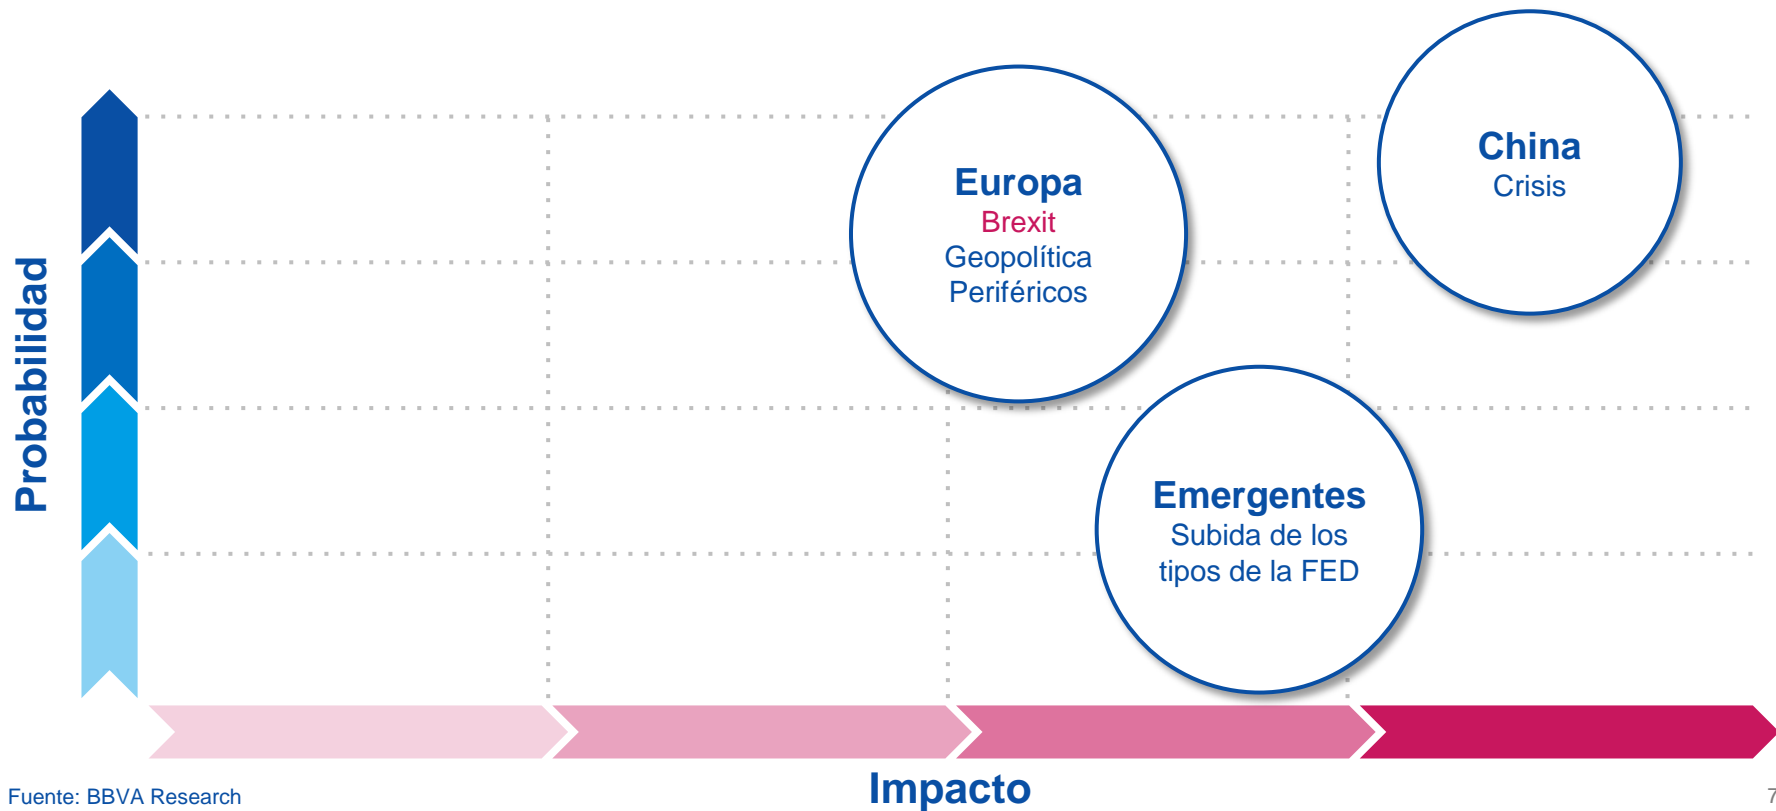 China
Crisis
Europa
Brexit
Geopolítica
Periféricos
Probabilidad
Emergentes
Subida de los
tipos de la FED
Impacto
Fuente: BBVA Research
7